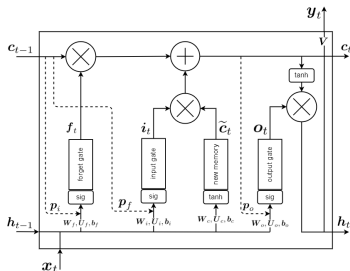 y_t
V
c_{t−1}
c_t
tanh
f_t
i_t
c̃_t
o_t
forget gate
input gate
new memory
output gate
sig
sig
tanh
sig
p_i
p_f
p_o
h_{t−1}
W_f, U_f, b_f
W_i, U_i, b_i
W_c, U_c, b_c
W_o, U_o, b_o
h_t
x_t